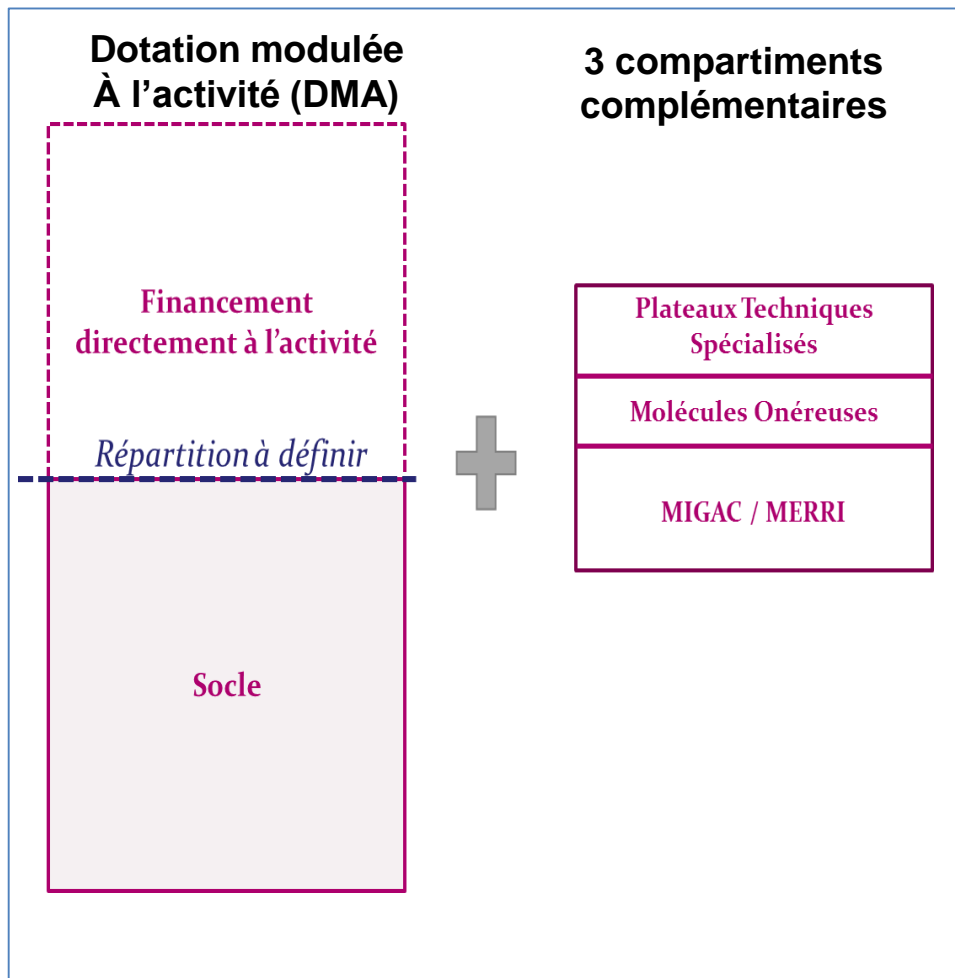 Dotation modulée
À l’activité (DMA)
Financement
directement à l’activité
Répartition à définir
Socle
3 compartiments
complémentaires
Plateaux Techniques
Spécialisés
Molécules Onéreuses
MIGAC / MERRI